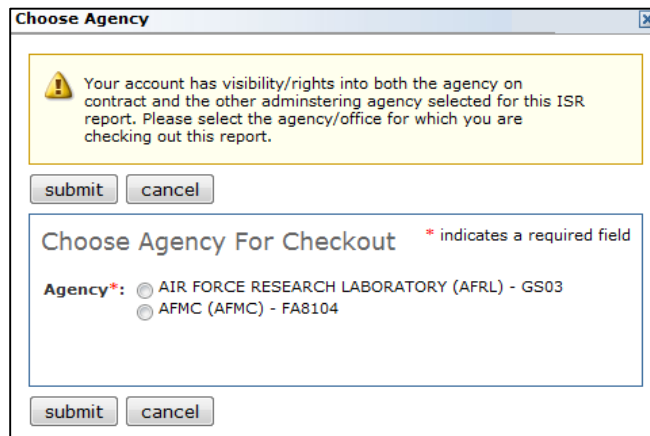 Choose Agency
Your account has visibility/rights into both the agency on
contract and the other adminstering agency selected for this ISR
report. Please select the agency/office for which you are
checking out this report.
submit cancel
Choose Agency For Checkout * indicates a required field
Agency*: AIR FORCE RESEARCH LABORATORY (AFRL) - GS03
AFMC (AFMC) - FA8104
submit cancel